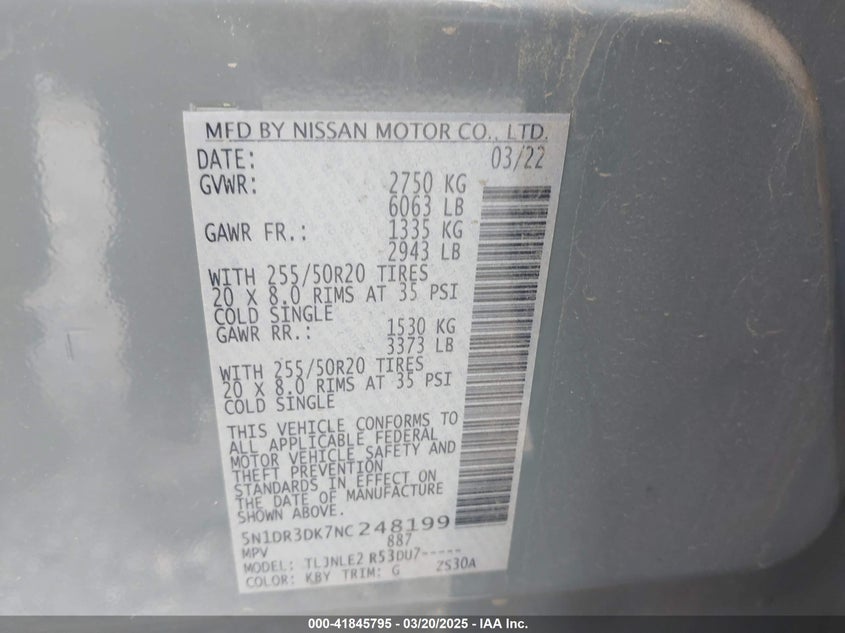 MFD BY NISSAN MOTOR CO., LTD.
DATE: 03/22
GVWR: 2750 KG
6063 LB
GAWR FR.: 1335 KG
2943 LB
WITH 255/50R20 TIRES
20 X 8.0 RIMS AT 35 PSI
COLD SINGLE
GAWR RR.: 1530 KG
3373 LB
WITH 255/50R20 TIRES
20 X 8.0 RIMS AT 35 PSI
COLD SINGLE
THIS VEHICLE CONFORMS TO
ALL APPLICABLE FEDERAL
MOTOR VEHICLE SAFETY AND
THEFT PREVENTION
STANDARDS IN EFFECT ON
THE DATE OF MANUFACTURE
SHOWN ABOVE.
5N1DR3DK7NC248199
MPV 887
MODEL: TLJNLE2 R53DU7-----
COLOR: KBY TRIM: G ZS30A
000-41845795 - 03/20/2025 - IAA Inc.